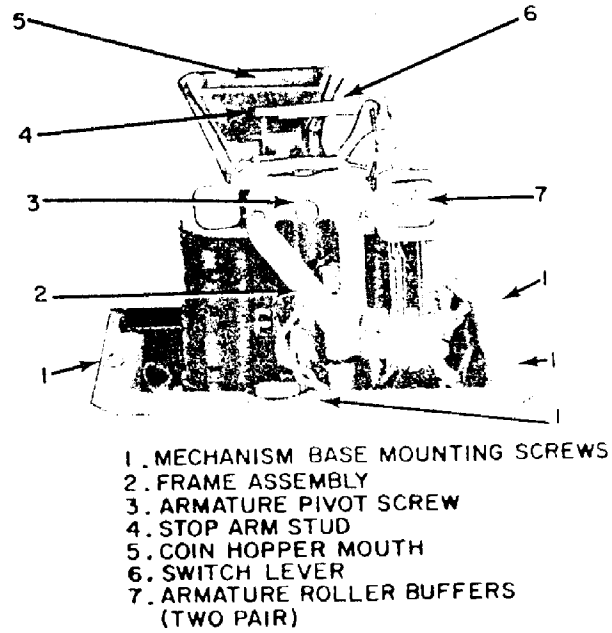 5
6
4
3
7
2
1
1
1
1
1. MECHANISM BASE MOUNTING SCREWS
2. FRAME ASSEMBLY
3. ARMATURE PIVOT SCREW
4. STOP ARM STUD
5. COIN HOPPER MOUTH
6. SWITCH LEVER
7. ARMATURE ROLLER BUFFERS
(TWO PAIR)